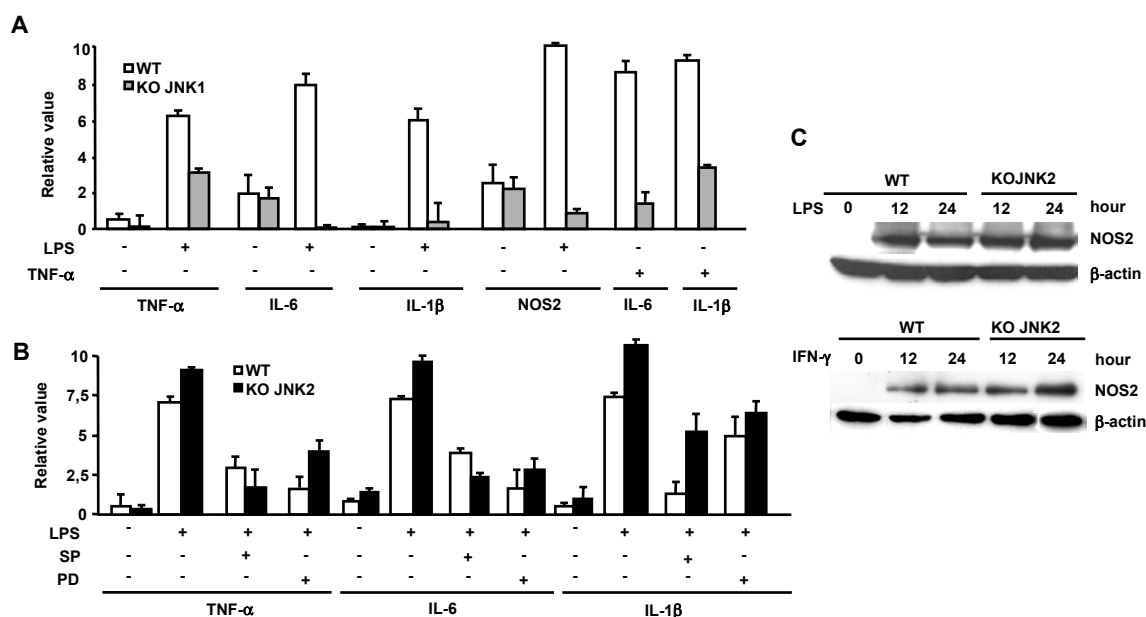 A
10
8
6
4
2
0
Relative value
WT
KO JNK1
LPS - + - + - + - + - -
TNF-α - - - - - - - - + +
TNF-α IL-6 IL-1β NOS2 IL-6 IL-1β
B
10
7,5
5
2,5
0
Relative value
WT
KO JNK2
LPS - + + + - + + + - + + +
SP - - + - - - + - - - + -
PD - - - + - - - + - - - +
TNF-α IL-6 IL-1β
C
WT KOJNK2
LPS 0 12 24 12 24 hour
NOS2
β-actin
WT KO JNK2
IFN-γ 0 12 24 12 24 hour
NOS2
β-actin